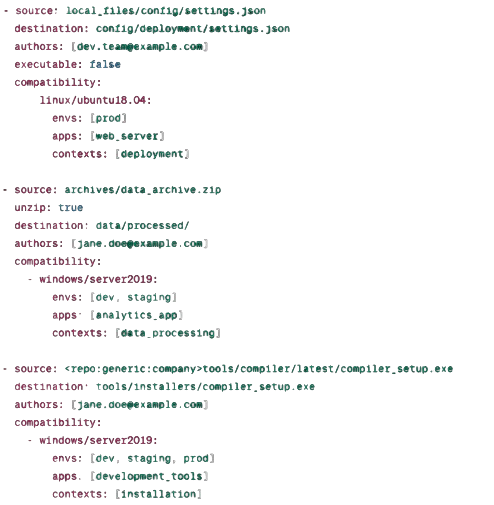 - source: local_files/config/settings.json
  destination: config/deployment/settings.json
  authors: [dev.team@example.com]
  executable: false
  compatibility:
      linux/ubuntu18.04:
        envs: [prod]
        apps: [web_server]
        contexts: [deployment]

- source: archives/data_archive.zip
  unzip: true
  destination: data/processed/
  authors: [jane.doe@example.com]
  compatibility:
    - windows/server2019:
        envs: [dev, staging]
        apps: [analytics_app]
        contexts: [data_processing]

- source: <repo:generic:company>tools/compiler/latest/compiler_setup.exe
  destination: tools/installers/compiler_setup.exe
  authors: [jane.doe@example.com]
  compatibility:
    - windows/server2019:
        envs: [dev, staging, prod]
        apps. [development_tools]
        contexts: [installation]